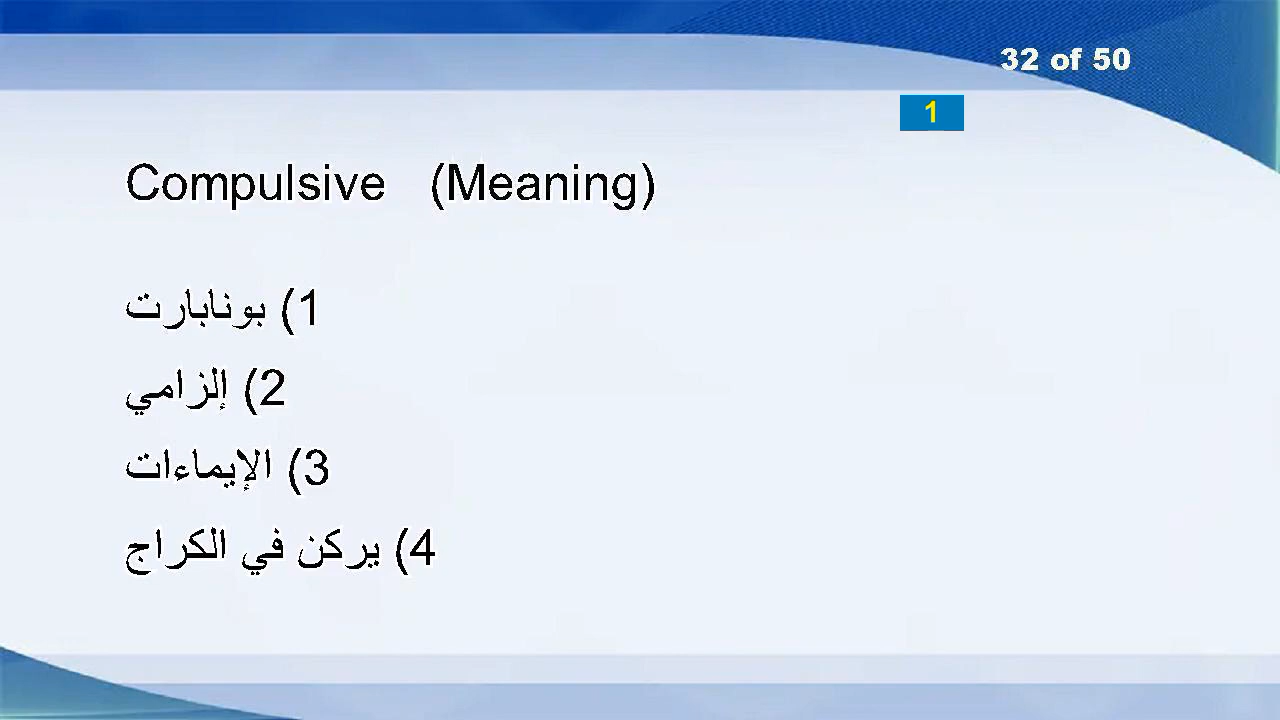 32 of 50
1
Compulsive (Meaning)
1) بونابارت
2) إلزامي
3) الإيماءات
4) يركن في الكراج